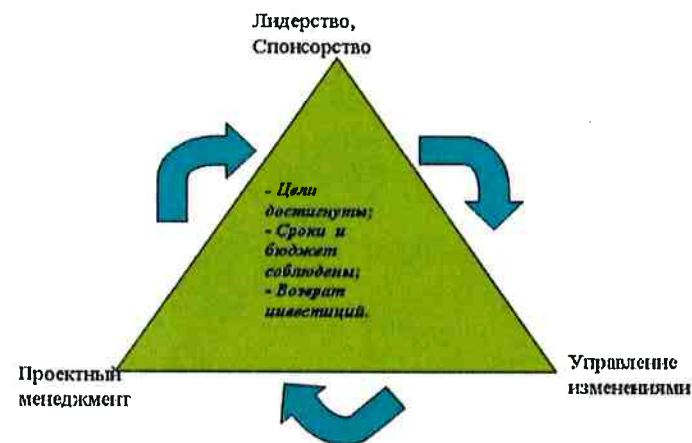 Лидерство,
Спонсорство
- Цели
достигнуты;
- Сроки и
бюджет
соблюдены;
- Возврат
инвестиций.
Проектный
менеджмент
Управление
изменениями